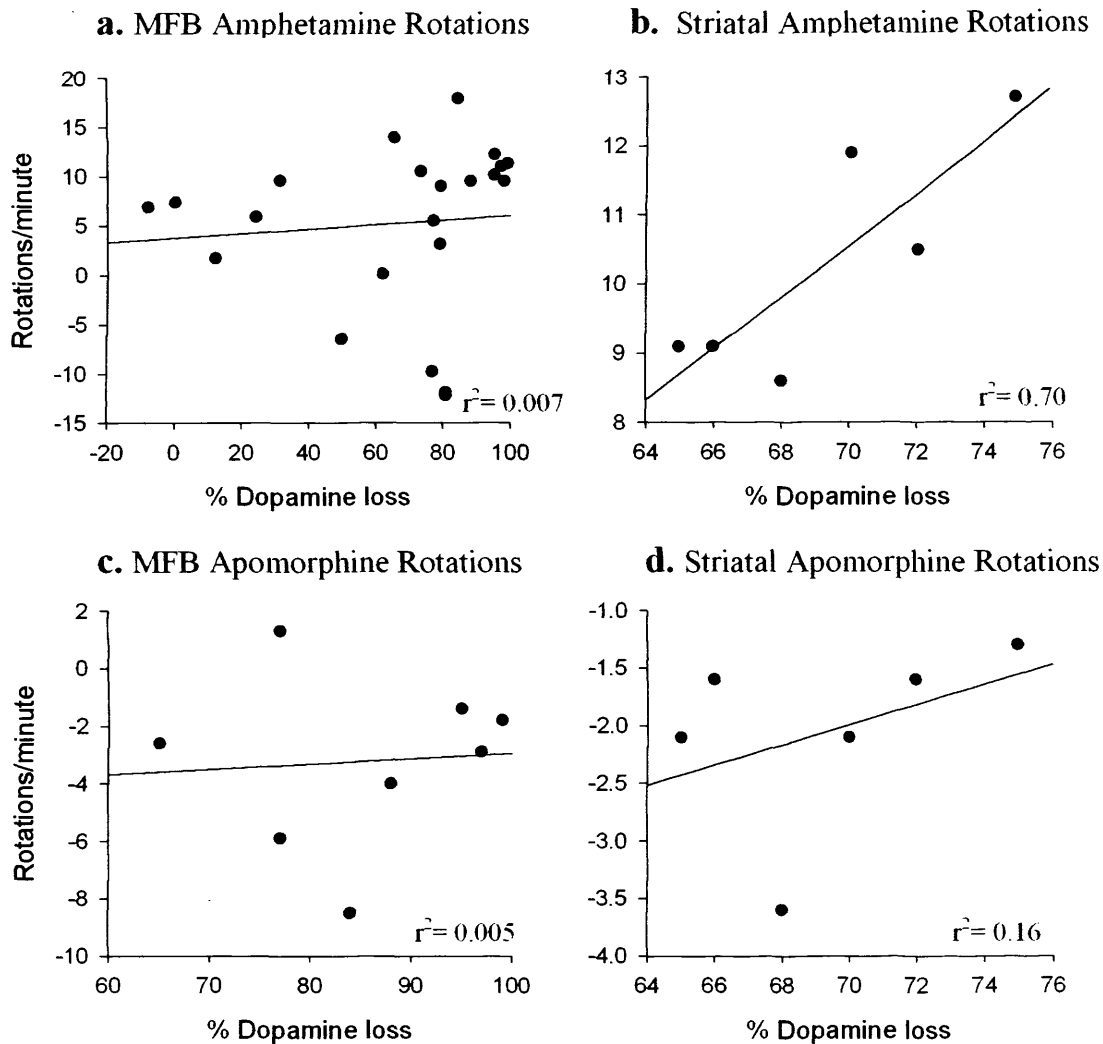 a. MFB Amphetamine Rotations
b. Striatal Amphetamine Rotations
20
15
10
5
0
-5
-10
-15
Rotations/minute
r²= 0.007
-20 0 20 40 60 80 100
% Dopamine loss
13
12
11
10
9
8
r²= 0.70
64 66 68 70 72 74 76
% Dopamine loss
c. MFB Apomorphine Rotations
d. Striatal Apomorphine Rotations
2
0
-2
-4
-6
-8
-10
Rotations/minute
r²= 0.005
60 70 80 90 100
% Dopamine loss
-1.0
-1.5
-2.0
-2.5
-3.0
-3.5
-4.0
r²= 0.16
64 66 68 70 72 74 76
% Dopamine loss